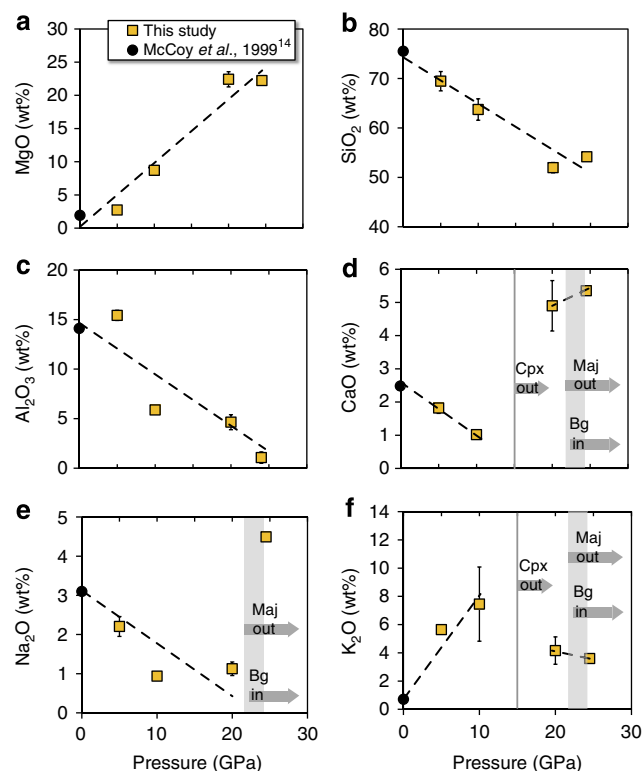 a
This study
McCoy et al., 1999¹⁴
MgO (wt%)
30
25
20
15
10
5
0
b
SiO₂ (wt%)
80
70
60
50
40
c
Al₂O₃ (wt%)
20
15
10
5
0
d
CaO (wt%)
6
5
4
3
2
1
0
Cpx
out
Maj
out
Bg
in
e
Na₂O (wt%)
5
4
3
2
1
0
Maj
out
Bg
in
0 10 20 30
Pressure (GPa)
f
K₂O (wt%)
14
12
10
8
6
4
2
0
Cpx
out
Maj
out
Bg
in
0 10 20 30
Pressure (GPa)